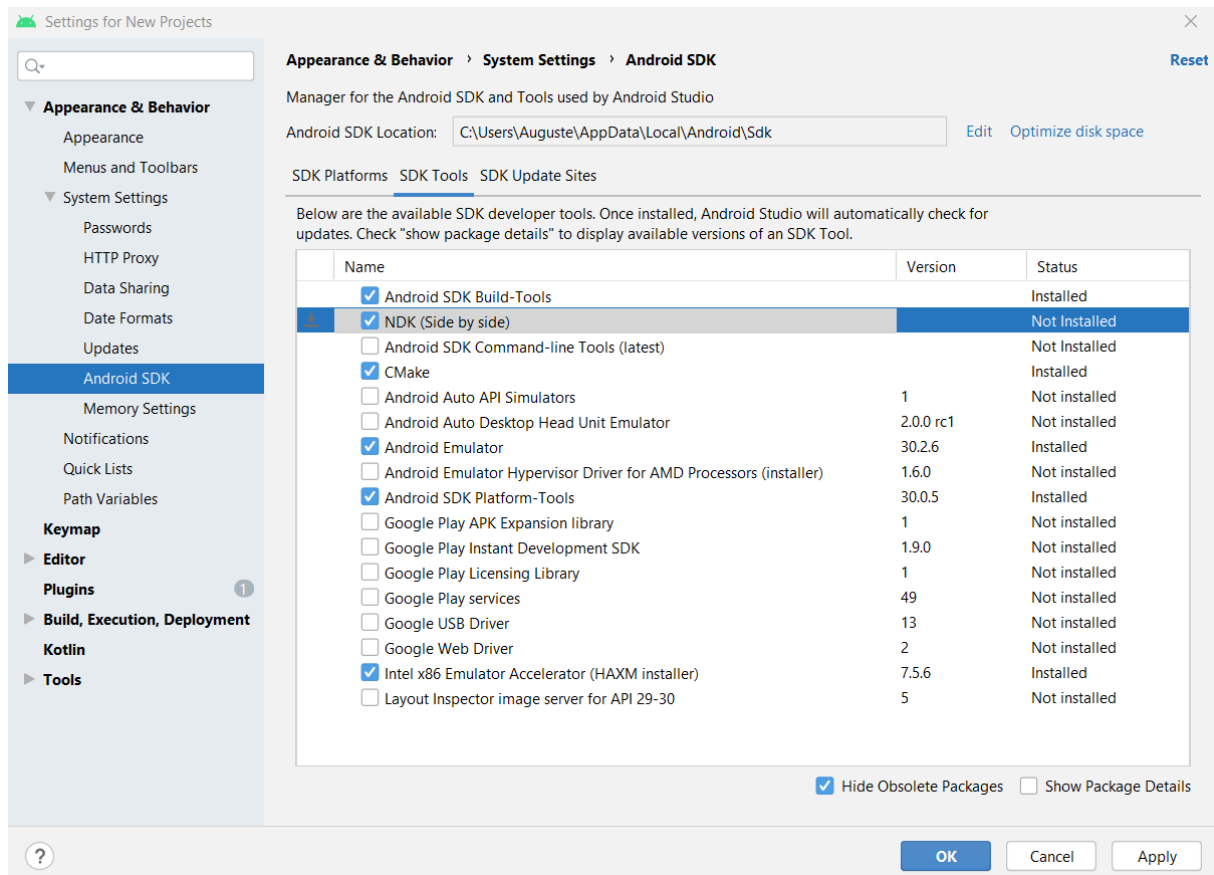 Settings for New Projects
Appearance & Behavior
Appearance
Menus and Toolbars
System Settings
Passwords
HTTP Proxy
Data Sharing
Date Formats
Updates
Android SDK
Memory Settings
Notifications
Quick Lists
Path Variables
Keymap
Editor
Plugins 1
Build, Execution, Deployment
Kotlin
Tools
Appearance & Behavior › System Settings › Android SDK Reset
Manager for the Android SDK and Tools used by Android Studio
Android SDK Location: C:\Users\Auguste\AppData\Local\Android\Sdk Edit Optimize disk space
SDK Platforms SDK Tools SDK Update Sites
Below are the available SDK developer tools. Once installed, Android Studio will automatically check for
updates. Check "show package details" to display available versions of an SDK Tool.
Name Version Status
Android SDK Build-Tools Installed
NDK (Side by side) Not Installed
Android SDK Command-line Tools (latest) Not Installed
CMake Installed
Android Auto API Simulators 1 Not installed
Android Auto Desktop Head Unit Emulator 2.0.0 rc1 Not installed
Android Emulator 30.2.6 Installed
Android Emulator Hypervisor Driver for AMD Processors (installer) 1.6.0 Not installed
Android SDK Platform-Tools 30.0.5 Installed
Google Play APK Expansion library 1 Not installed
Google Play Instant Development SDK 1.9.0 Not installed
Google Play Licensing Library 1 Not installed
Google Play services 49 Not installed
Google USB Driver 13 Not installed
Google Web Driver 2 Not installed
Intel x86 Emulator Accelerator (HAXM installer) 7.5.6 Installed
Layout Inspector image server for API 29-30 5 Not installed
Hide Obsolete Packages Show Package Details
? OK Cancel Apply